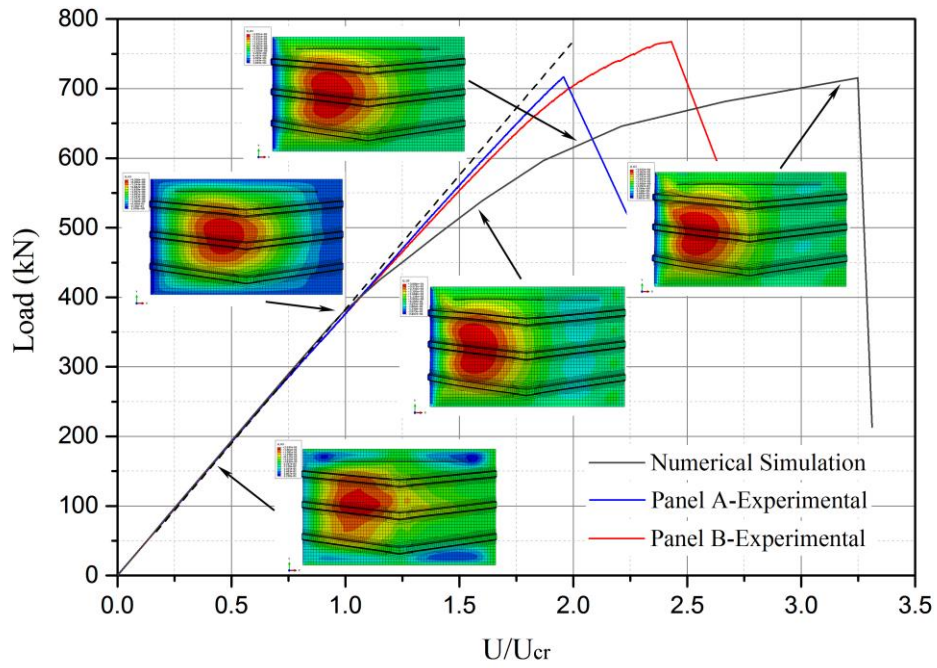 800
700
600
500
400
300
200
100
0
Load (kN)
0.0 0.5 1.0 1.5 2.0 2.5 3.0 3.5
U/Ucr
Numerical Simulation
Panel A-Experimental
Panel B-Experimental